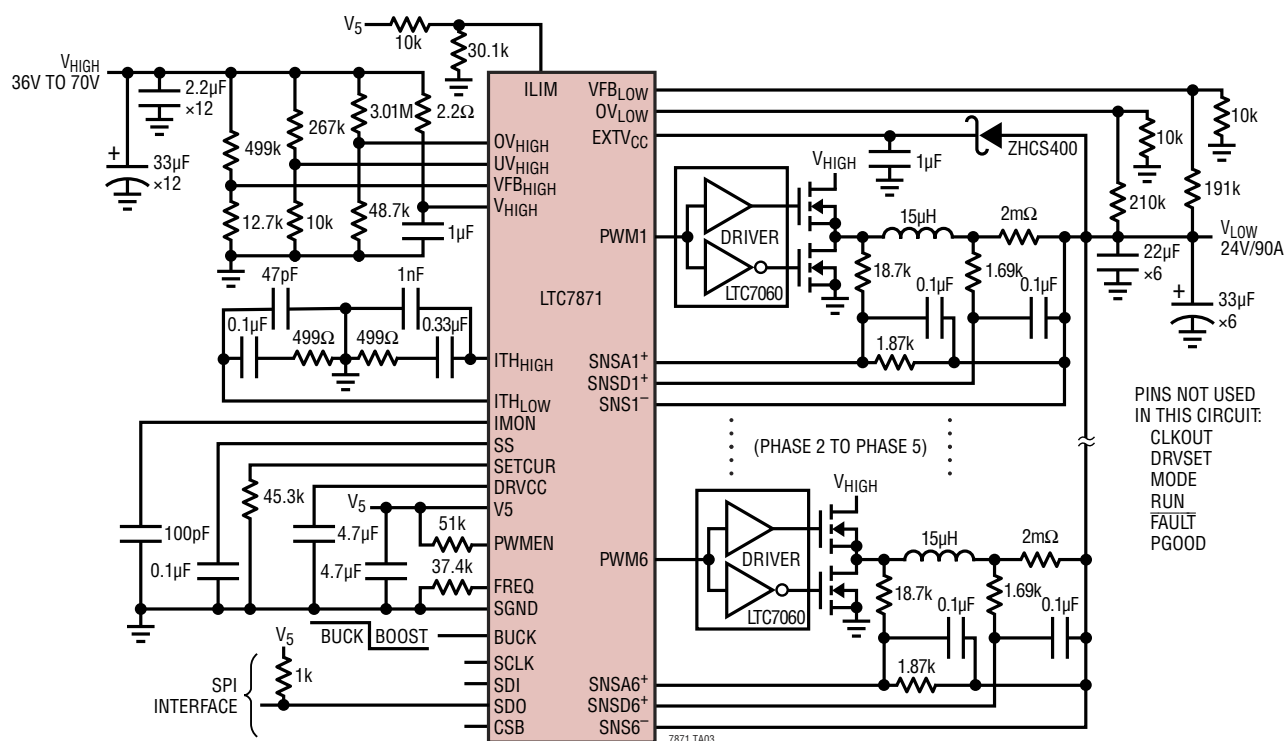 V5
10k
30.1k
VHIGH
36V TO 70V
2.2µF
×12
33µF
×12
499k
267k
3.01M
2.2Ω
12.7k
10k
48.7k
1µF
ILIM
OVHIGH
UVHIGH
VFBHIGH
VHIGH
47pF
1nF
0.1µF
499Ω
499Ω
0.33µF
ITHHIGH
ITHLOW
IMON
SS
SETCUR
DRVCC
V5
V5
PWMEN
FREQ
SGND
45.3k
51k
37.4k
100pF
0.1µF
4.7µF
4.7µF
BUCK
BOOST
BUCK
V5
1k
SPI
INTERFACE
SCLK
SDI
SDO
CSB
LTC7871
VFBLOW
OVLOW
EXTVCC
1µF
ZHCS400
10k
10k
210k
191k
VLOW
24V/90A
22µF
×6
33µF
×6
VHIGH
PWM1
DRIVER
LTC7060
15µH
2mΩ
18.7k
1.69k
0.1µF
0.1µF
1.87k
SNSA1+
SNSD1+
SNS1–
(PHASE 2 TO PHASE 5)
VHIGH
PWM6
DRIVER
LTC7060
15µH
2mΩ
18.7k
1.69k
0.1µF
0.1µF
1.87k
SNSA6+
SNSD6+
SNS6–
PINS NOT USED
IN THIS CIRCUIT:
CLKOUT
DRVSET
MODE
RUN
FAULT
PGOOD
7871 TA03